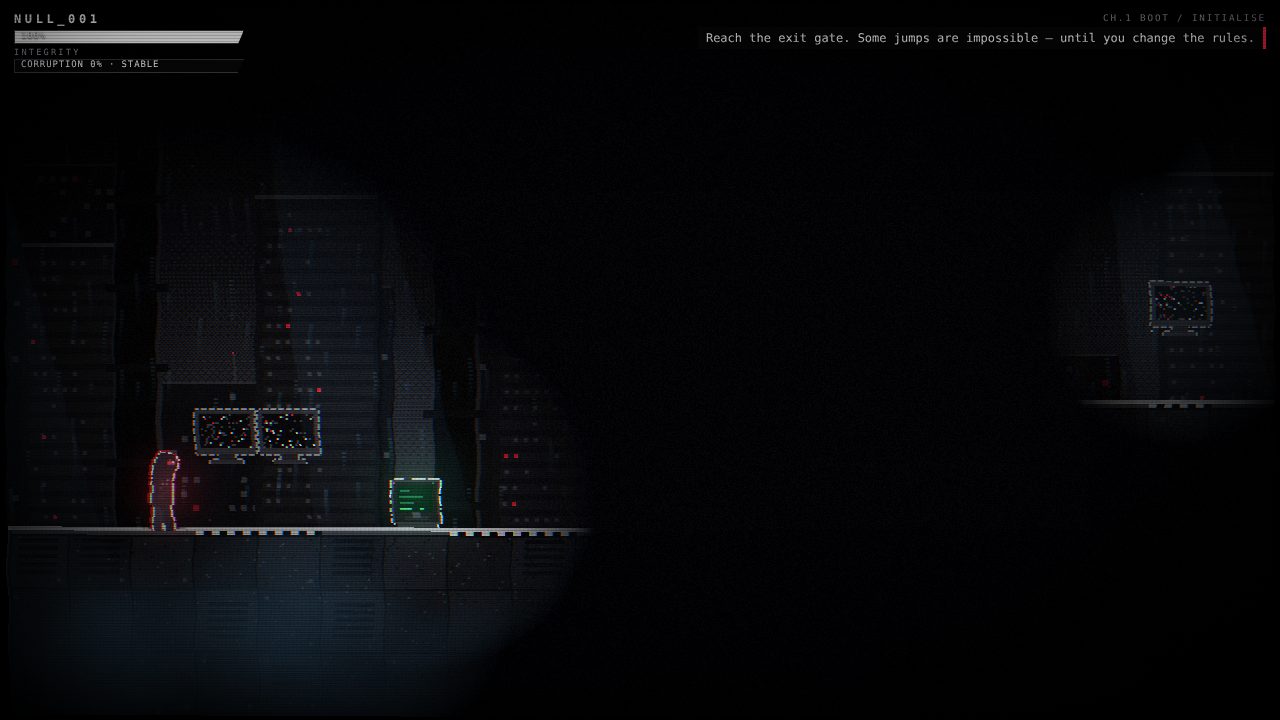 NULL_001
100%
INTEGRITY
CORRUPTION 0% · STABLE
CH.1 BOOT / INITIALISE
Reach the exit gate. Some jumps are impossible — until you change the rules.